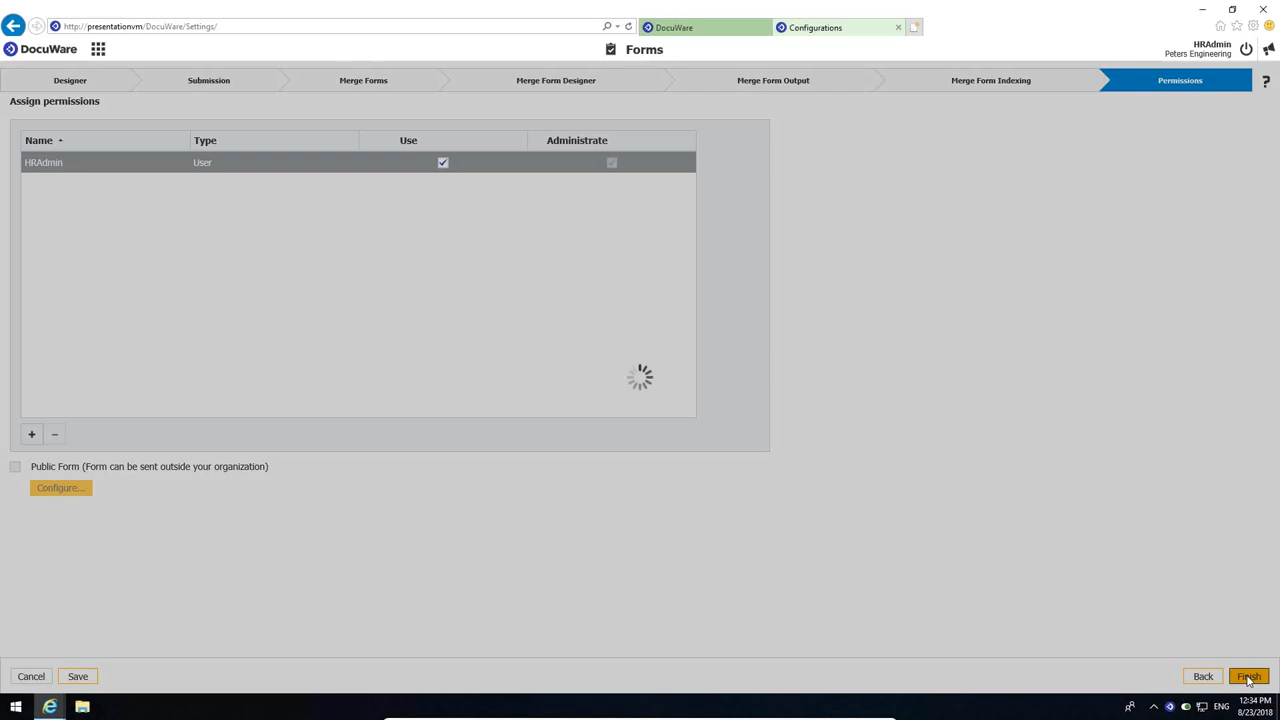 http://presentationvm/DocuWare/Settings/
DocuWare
Configurations
DocuWare
Forms
HRAdmin
Peters Engineering
Designer
Submission
Merge Forms
Merge Form Designer
Merge Form Output
Merge Form Indexing
Permissions
?
Assign permissions
Name
Type
Use
Administrate
HRAdmin
User
Public Form (Form can be sent outside your organization)
Configure...
Cancel
Save
Back
Finish
ENG
12:34 PM
8/23/2018